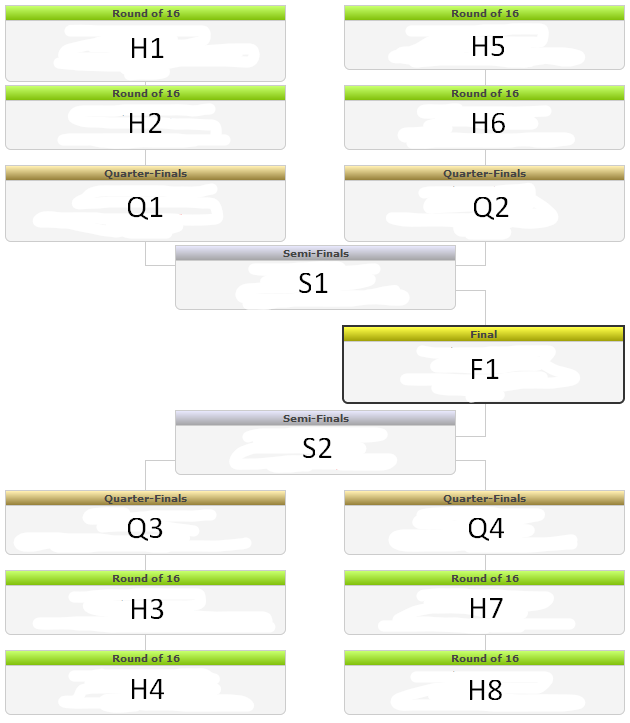 Round of 16
H1
Round of 16
H5
Round of 16
H2
Round of 16
H6
Quarter-Finals
Q1
Quarter-Finals
Q2
Semi-Finals
S1
Final
F1
Semi-Finals
S2
Quarter-Finals
Q3
Quarter-Finals
Q4
Round of 16
H3
Round of 16
H7
Round of 16
H4
Round of 16
H8